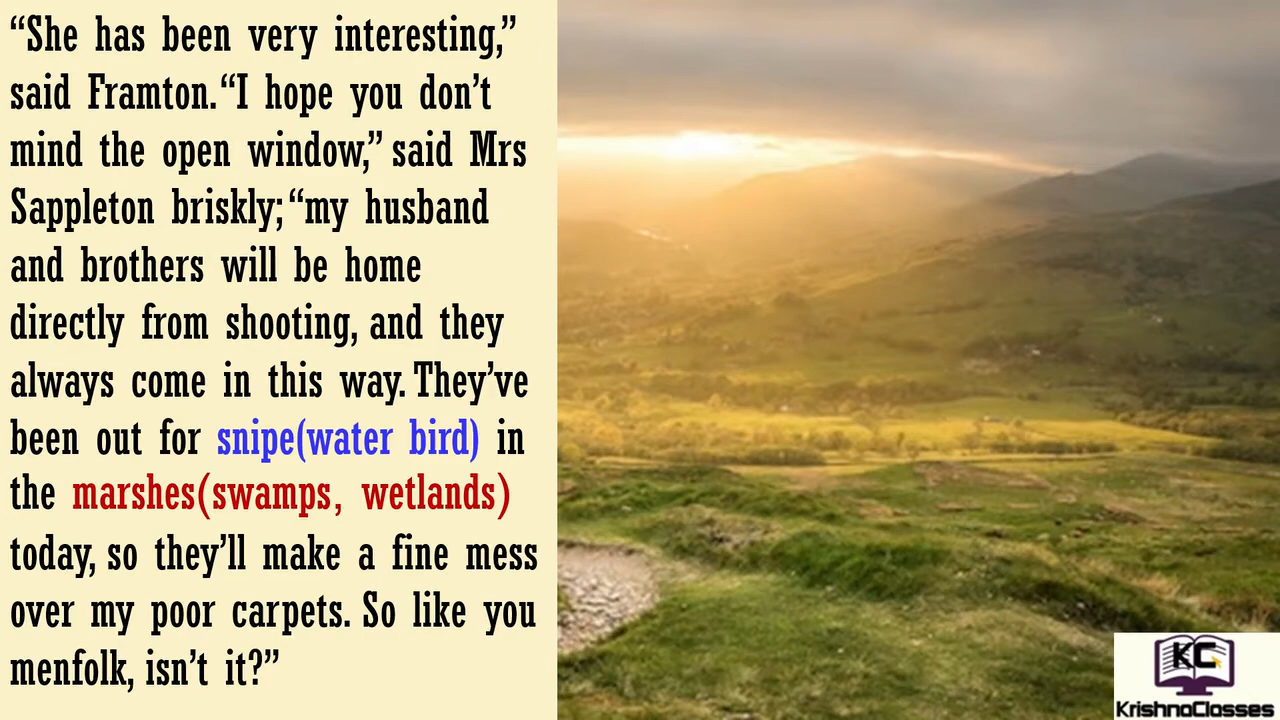 “She has been very interesting,”
said Framton.“I hope you don’t
mind the open window,” said Mrs
Sappleton briskly;“my husband
and brothers will be home
directly from shooting, and they
always come in this way. They’ve
been out for snipe(water bird) in
the marshes(swamps, wetlands)
today, so they’ll make a fine mess
over my poor carpets. So like you
menfolk, isn’t it?”
KC
KrishnaClasses